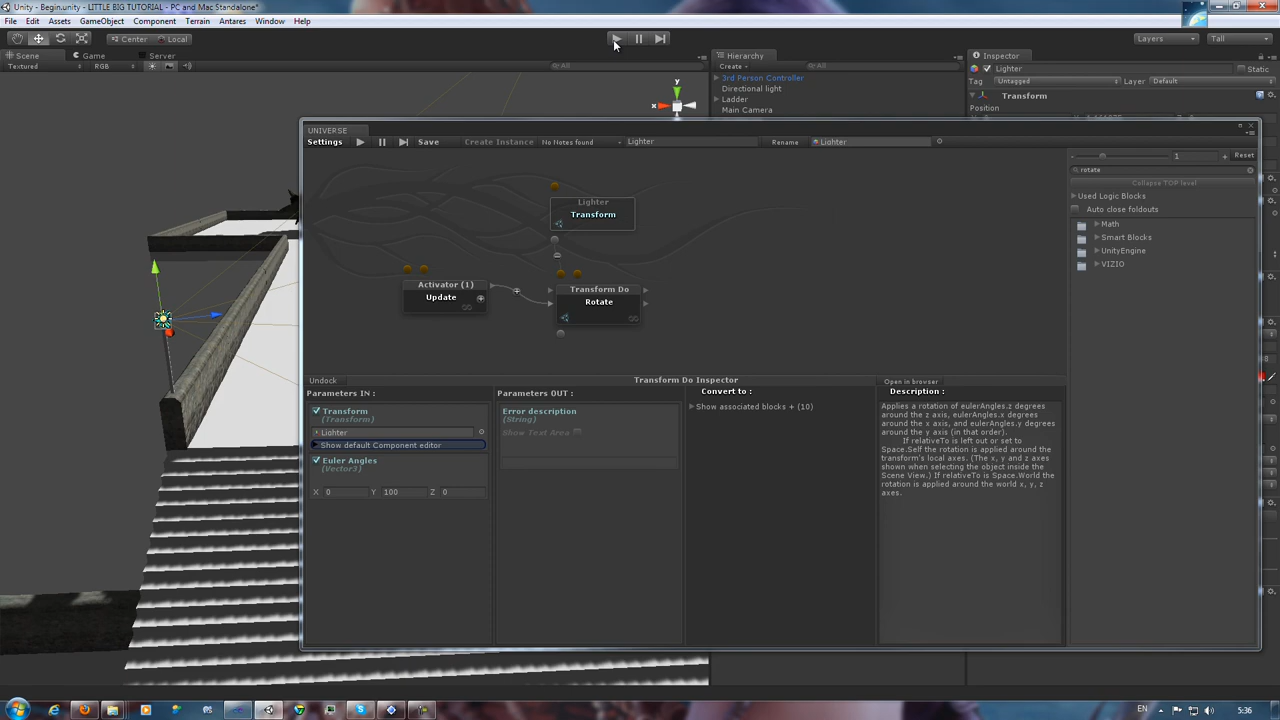 Unity - Begin.unity - LITTLE BIG TUTORIAL - PC and Mac Standalone*
File Edit Assets GameObject Component Terrain Antares Window Help
Center Local Layers Tall
Scene Game Server Hierarchy Inspector
Textured RGB All Create All Lighter Static
Tag Untagged Layer Default
3rd Person Controller
Directional light
Ladder
Main Camera
Transform
Position
y
x
UNIVERSE
Settings Save Create Instance No Notes found Lighter Rename Lighter
1 Reset
rotate
Collapse TOP level
Used Logic Blocks
Auto close foldouts
Math
Smart Blocks
UnityEngine
VIZIO
Lighter
Transform
Activator (1)
Update
Transform Do
Rotate
Undock Transform Do Inspector Open in browser
Parameters IN :
Transform
(Transform)
Lighter
Show default Component editor
Euler Angles
(Vector3)
X 0 Y 100 Z 0
Parameters OUT :
Error description
(String)
Show Text Area
Convert to :
Show associated blocks + (10)
Description :
Applies a rotation of eulerAngles.z degrees
around the z axis, eulerAngles.x degrees
around the x axis, and eulerAngles.y degrees
around the y axis (in that order).
If relativeTo is left out or set to
Space.Self the rotation is applied around the
transform's local axes. (The x, y and z axes
shown when selecting the object inside the
Scene View.) If relativeTo is Space.World the
rotation is applied around the world x, y, z
axes.
EN 5:36